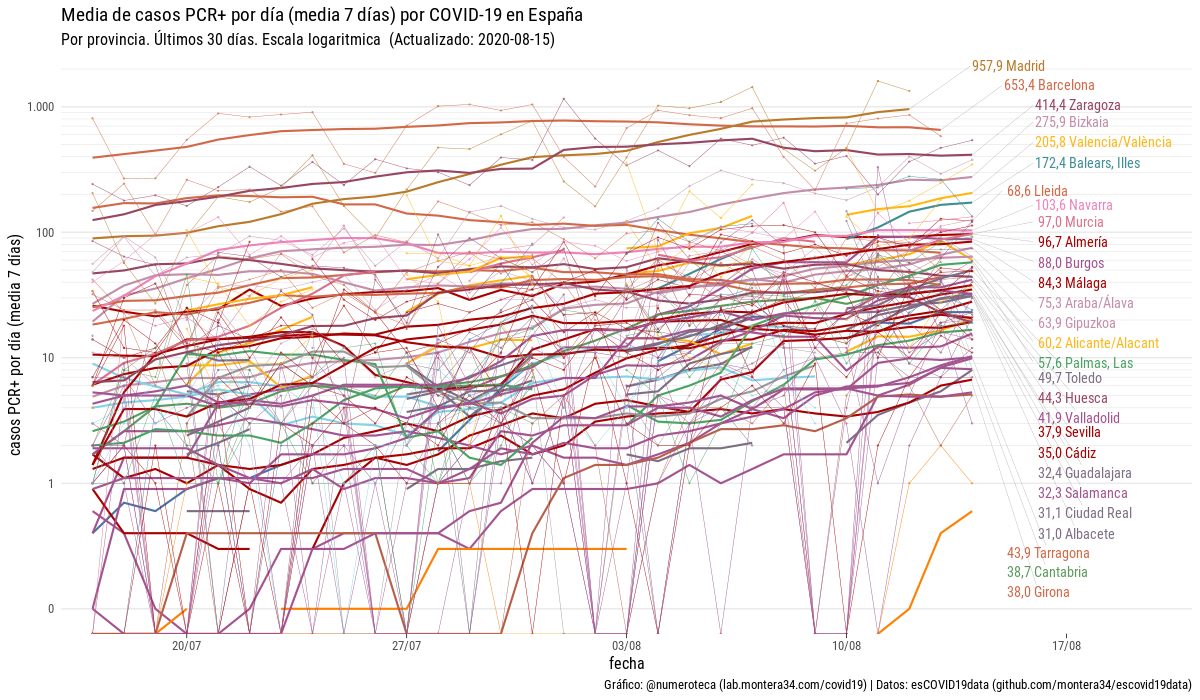 Media de casos PCR+ por día (media 7 días) por COVID-19 en España
Por provincia. Últimos 30 días. Escala logaritmica (Actualizado: 2020-08-15)
casos PCR+ por día (media 7 días)
1.000
100
10
1
0
957,9 Madrid
653,4 Barcelona
414,4 Zaragoza
275,9 Bizkaia
205,8 Valencia/València
172,4 Balears, Illes
68,6 Lleida
103,6 Navarra
97,0 Murcia
96,7 Almería
88,0 Burgos
84,3 Málaga
75,3 Araba/Álava
63,9 Gipuzkoa
60,2 Alicante/Alacant
57,6 Palmas, Las
49,7 Toledo
44,3 Huesca
41,9 Valladolid
37,9 Sevilla
35,0 Cádiz
32,4 Guadalajara
32,3 Salamanca
31,1 Ciudad Real
31,0 Albacete
43,9 Tarragona
38,7 Cantabria
38,0 Girona
20/07
27/07
03/08
10/08
17/08
fecha
Gráfico: @numeroteca (lab.montera34.com/covid19) | Datos: esCOVID19data (github.com/montera34/escovid19data)